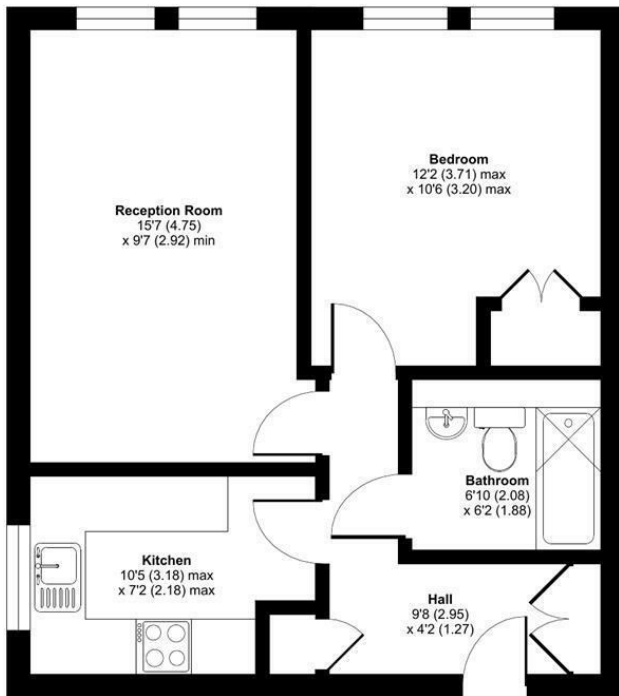 Bedroom
12'2 (3.71) max
x 10'6 (3.20) max
Reception Room
15'7 (4.75)
x 9'7 (2.92) min
Bathroom
6'10 (2.08)
x 6'2 (1.88)
Kitchen
10'5 (3.18) max
x 7'2 (2.18) max
Hall
9'8 (2.95)
x 4'2 (1.27)